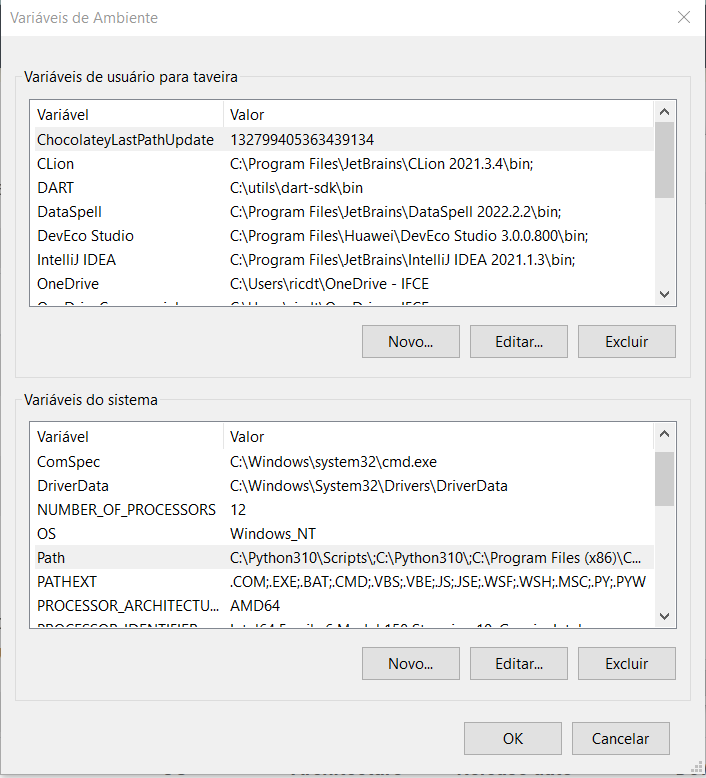 Variáveis de Ambiente
Variáveis de usuário para taveira
Variável Valor
ChocolateyLastPathUpdate 132799405363439134
CLion C:\Program Files\JetBrains\CLion 2021.3.4\bin;
DART C:\utils\dart-sdk\bin
DataSpell C:\Program Files\JetBrains\DataSpell 2022.2.2\bin;
DevEco Studio C:\Program Files\Huawei\DevEco Studio 3.0.0.800\bin;
IntelliJ IDEA C:\Program Files\JetBrains\IntelliJ IDEA 2021.1.3\bin;
OneDrive C:\Users\ricdt\OneDrive - IFCE
Novo... Editar... Excluir
Variáveis do sistema
Variável Valor
ComSpec C:\Windows\system32\cmd.exe
DriverData C:\Windows\System32\Drivers\DriverData
NUMBER_OF_PROCESSORS 12
OS Windows_NT
Path C:\Python310\Scripts\;C:\Python310\;C:\Program Files (x86)\C...
PATHEXT .COM;.EXE;.BAT;.CMD;.VBS;.VBE;.JS;.JSE;.WSF;.WSH;.MSC;.PY;.PYW
PROCESSOR_ARCHITECTU... AMD64
Novo... Editar... Excluir
OK Cancelar